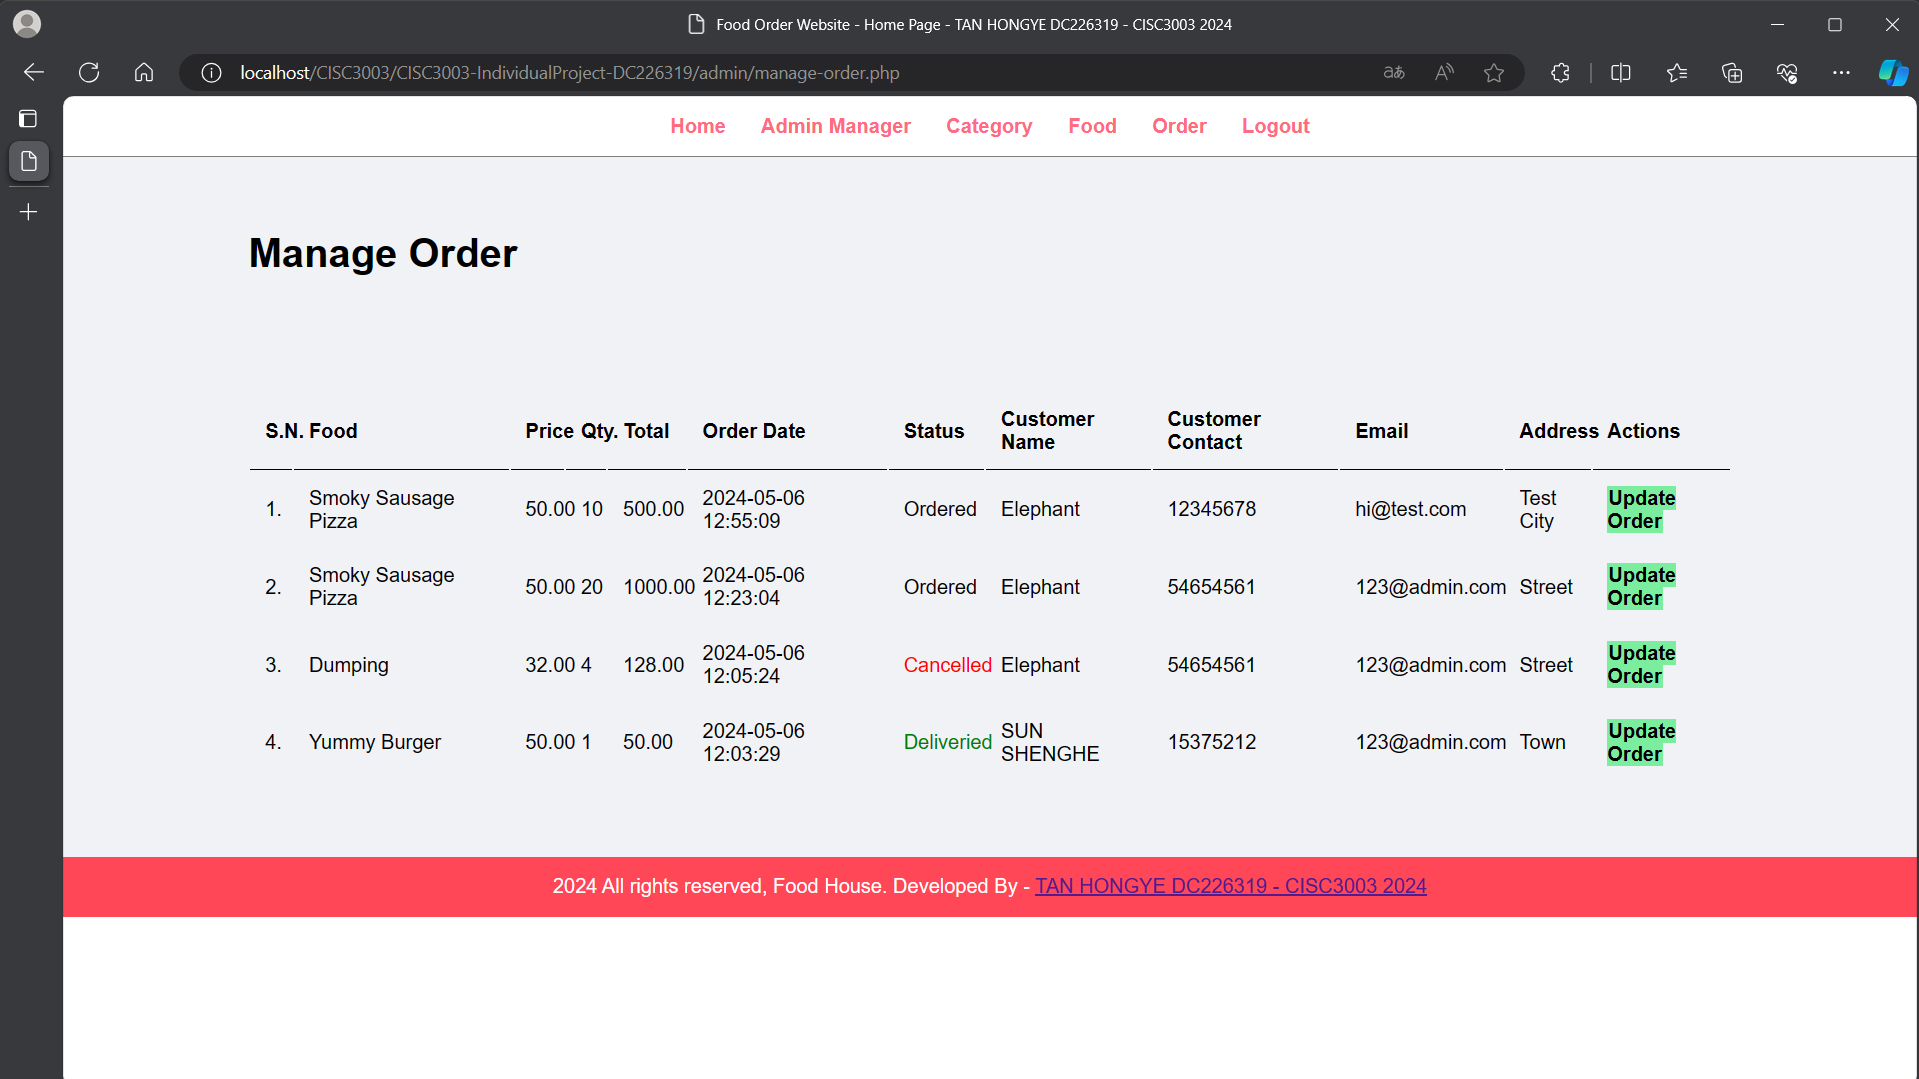 Food Order Website - Home Page - TAN HONGYE DC226319 - CISC3003 2024
localhost/CISC3003/CISC3003-IndividualProject-DC226319/admin/manage-order.php
Home Admin Manager Category Food Order Logout
Manage Order
S.N. Food Price Qty. Total Order Date Status Customer Name Customer Contact Email Address Actions
1. Smoky Sausage Pizza 50.00 10 500.00 2024-05-06 12:55:09 Ordered Elephant 12345678 hi@test.com Test City Update Order
2. Smoky Sausage Pizza 50.00 20 1000.00 2024-05-06 12:23:04 Ordered Elephant 54654561 123@admin.com Street Update Order
3. Dumping 32.00 4 128.00 2024-05-06 12:05:24 Cancelled Elephant 54654561 123@admin.com Street Update Order
4. Yummy Burger 50.00 1 50.00 2024-05-06 12:03:29 Deliveried SUN SHENGHE 15375212 123@admin.com Town Update Order
2024 All rights reserved, Food House. Developed By - TAN HONGYE DC226319 - CISC3003 2024